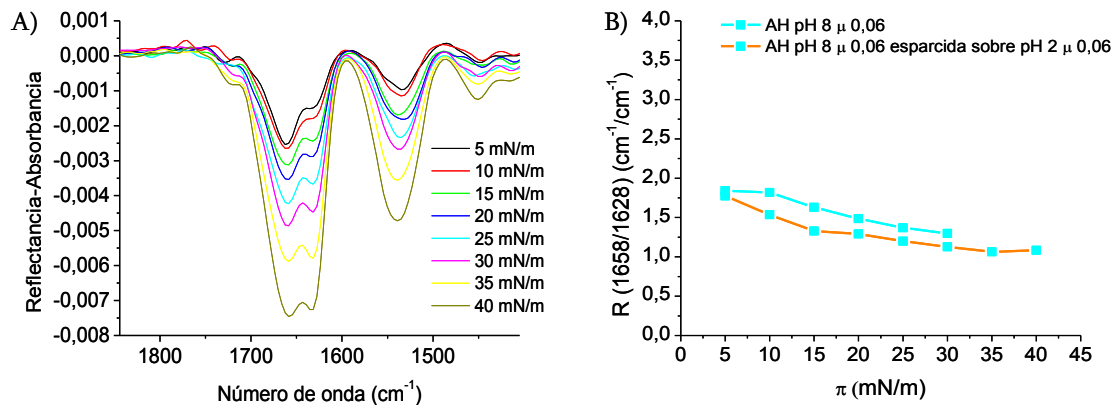 A)
0,001
0,000
-0,001
-0,002
-0,003
-0,004
-0,005
-0,006
-0,007
-0,008
Reflectancia-Absorbancia
1800 1700 1600 1500
Número de onda (cm-1)
5 mN/m
10 mN/m
15 mN/m
20 mN/m
25 mN/m
30 mN/m
35 mN/m
40 mN/m
B)
AH pH 8 μ 0,06
AH pH 8 μ 0,06 esparcida sobre pH 2 μ 0,06
4,0
3,5
3,0
2,5
2,0
1,5
1,0
0,5
0,0
R (1658/1628) (cm-1/cm-1)
0 5 10 15 20 25 30 35 40 45
π (mN/m)